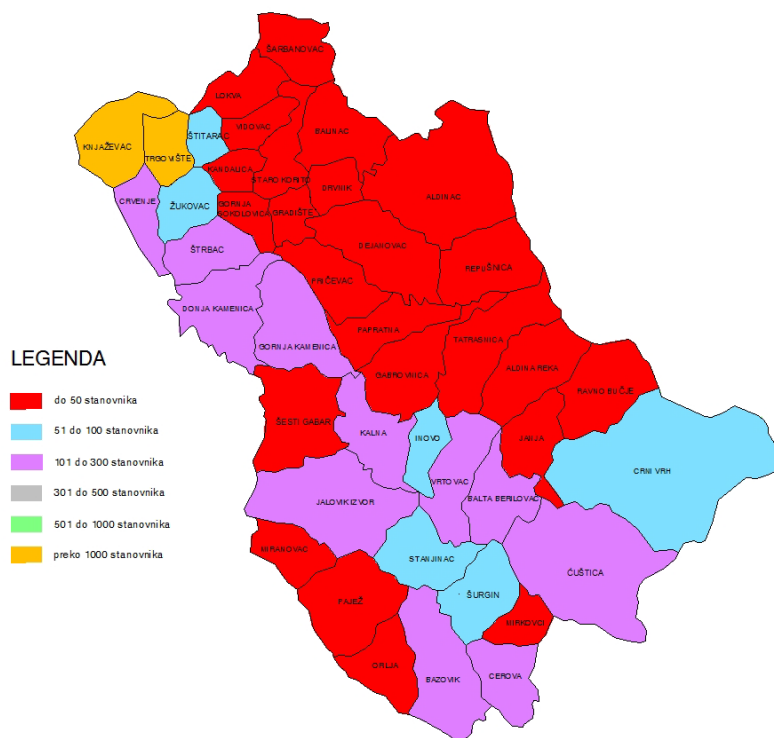 ŠARBANOVAC
LOKVA
VIDOVAC
BALINAC
ŠTITARAC
KNJAŽEVAC
TRGOVIŠTE
KANDALICA
STARO KORITO
DRVNIK
ALDINAC
CRVENJE
ŽUKOVAC
GORNJA
SOKOLOVICA
GRADIŠTE
DEJANOVAC
ŠTRBAC
REPUŠNICA
PRIČEVAC
DONJA KAMENICA
PAPRATNA
GORNJA KAMENICA
TATRASNICA
GABROVNICA
ALDINA REKA
RAVNO BUČJE
ŠESTI GABAR
KALNA
INOVO
JANJA
CRNI VRH
VRTOVAC
BALTA BERILOVAC
JALOVIK IZVOR
MIRANOVAC
STANJINAC
ĆUŠTICA
ŠURGIN
PAJEŽ
MIRKOVCI
ORLJA
BAZOVIK
CEROVA
LEGENDA
do 50 stanovnika
51 do 100 stanovnika
101 do 300 stanovnika
301 do 500 stanovnika
501 do 1000 stanovnika
preko 1000 stanovnika